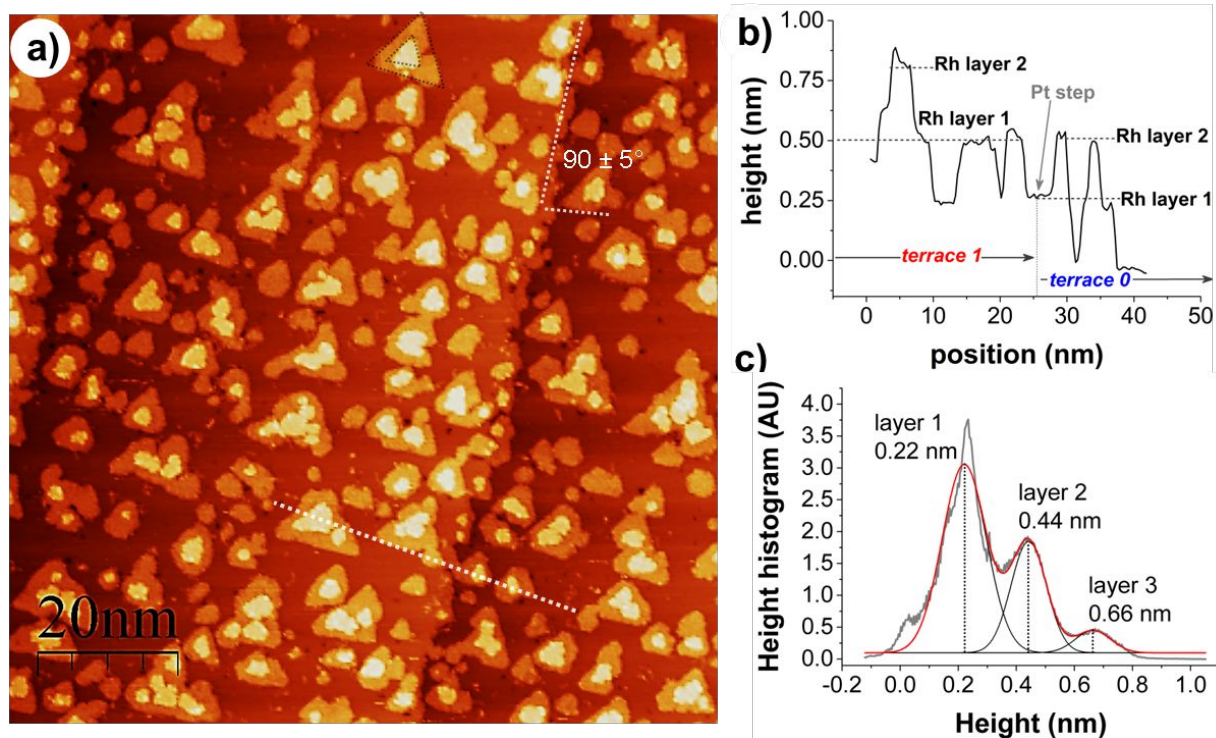 a)
90 ± 5°
20nm
b)
1.00
0.75
0.50
0.25
0.00
height (nm)
Rh layer 2
Rh layer 1
Pt step
Rh layer 2
Rh layer 1
terrace 1
terrace 0
0 10 20 30 40 50
position (nm)
c)
4.0
3.5
3.0
2.5
2.0
1.5
1.0
0.5
0.0
Height histogram (AU)
layer 1
0.22 nm
layer 2
0.44 nm
layer 3
0.66 nm
-0.2 0.0 0.2 0.4 0.6 0.8 1.0
Height (nm)